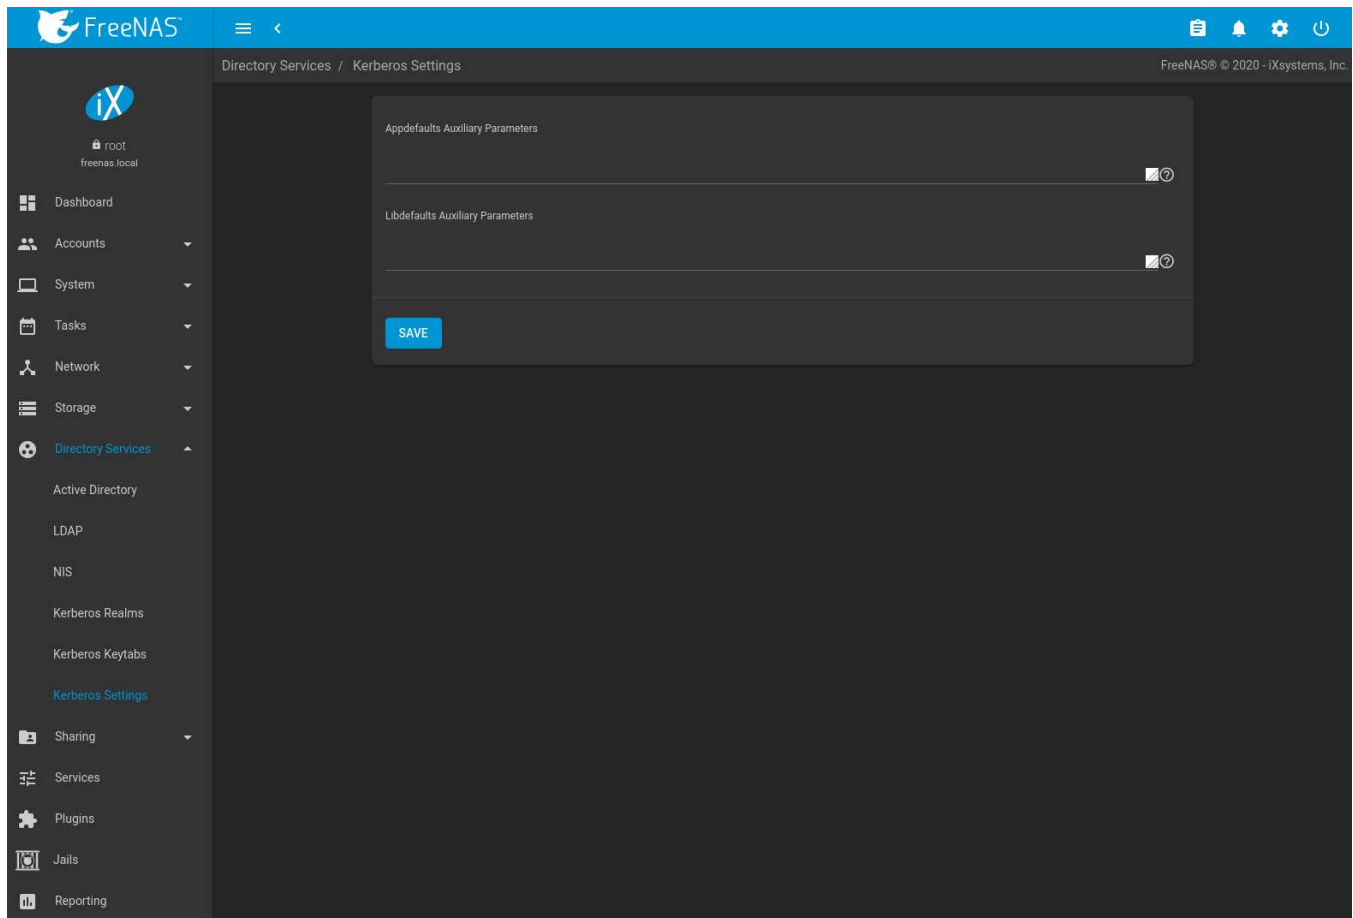 FreeNAS
Directory Services / Kerberos Settings
FreeNAS® © 2020 - iXsystems, Inc.
iX
root
freenas.local
Dashboard
Accounts
System
Tasks
Network
Storage
Directory Services
Active Directory
LDAP
NIS
Kerberos Realms
Kerberos Keytabs
Kerberos Settings
Sharing
Services
Plugins
Jails
Reporting
Appdefaults Auxiliary Parameters
Libdefaults Auxiliary Parameters
SAVE